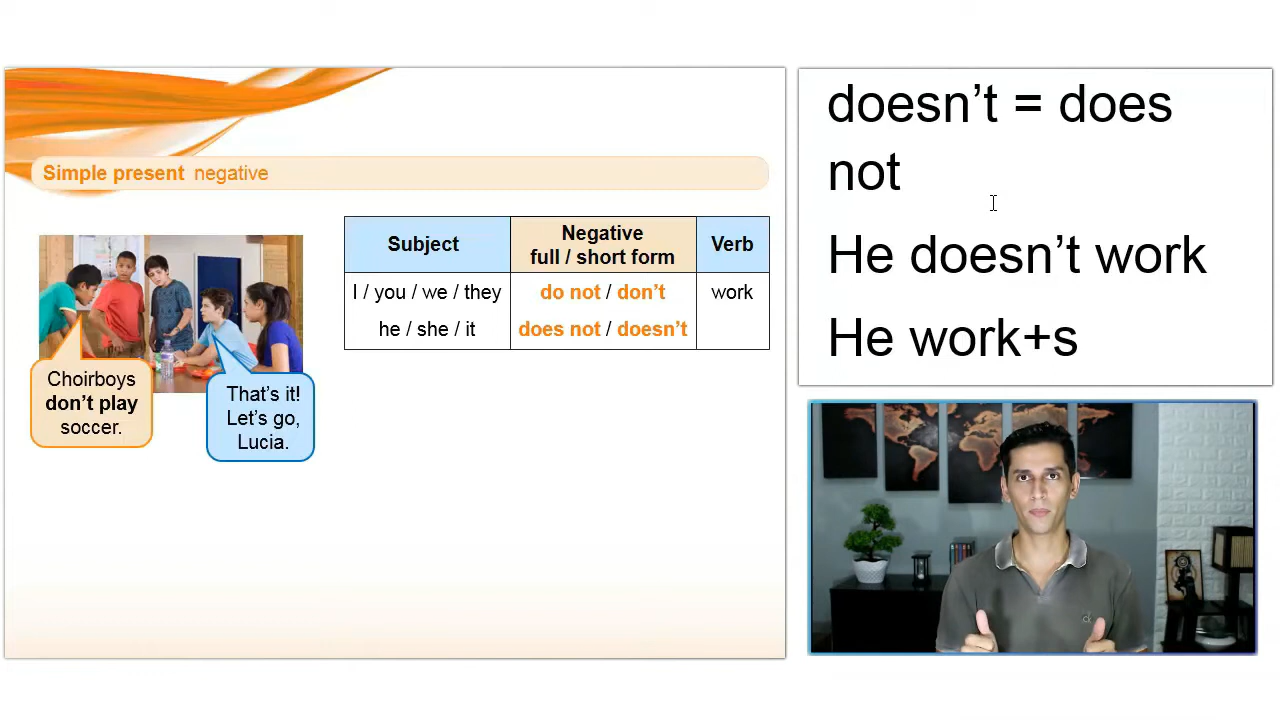 Simple present negative
Choirboys
don't play
soccer.
That's it!
Let's go,
Lucia.
Subject
Negative
full / short form
Verb
I / you / we / they
do not / don't
work
he / she / it
does not / doesn't
doesn't = does
not
He doesn't work
He work+s
ck